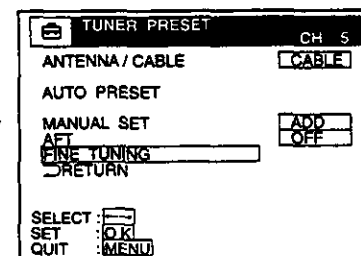 TUNER PRESET
CH 5
ANTENNA / CABLE CABLE
AUTO PRESET
MANUAL SET ADD
AFT OFF
FINE TUNING
RETURN
SELECT :
SET : OK
QUIT : MENU